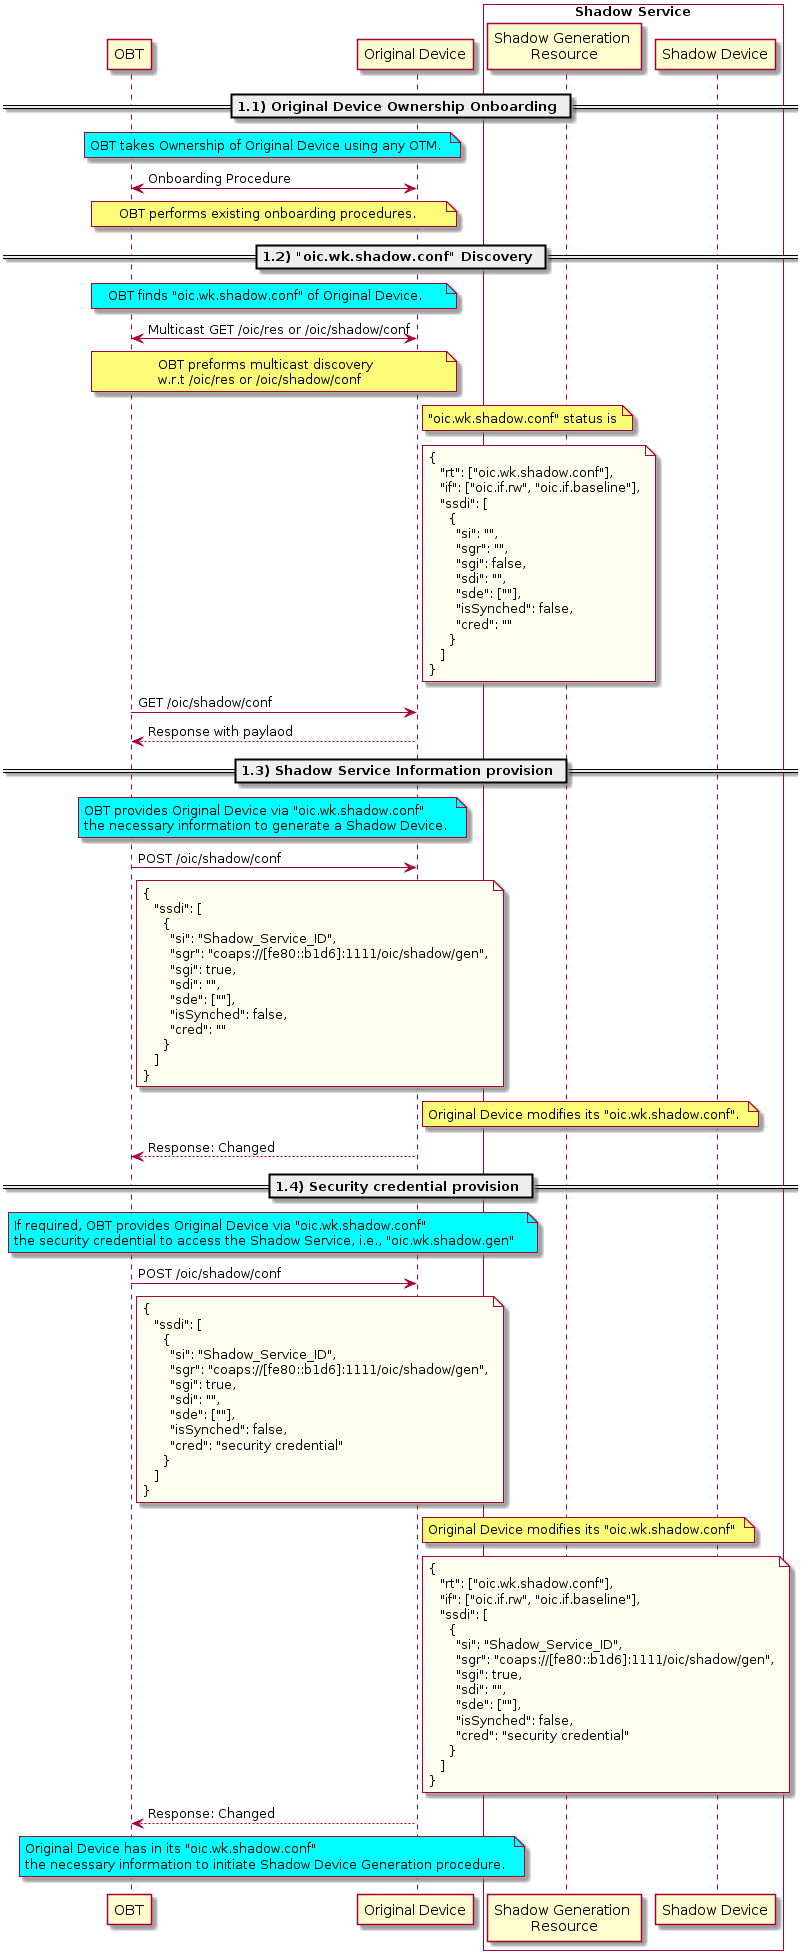 Shadow Service
OBT
Original Device
Shadow Generation
Resource
Shadow Device
1.1) Original Device Ownership Onboarding
OBT takes Ownership of Original Device using any OTM.
Onboarding Procedure
OBT performs existing onboarding procedures.
1.2) "oic.wk.shadow.conf" Discovery
OBT finds "oic.wk.shadow.conf" of Original Device.
Multicast GET /oic/res or /oic/shadow/conf
OBT preforms multicast discovery
w.r.t /oic/res or /oic/shadow/conf
"oic.wk.shadow.conf" status is
{
"rt": ["oic.wk.shadow.conf"],
"if": ["oic.if.rw", "oic.if.baseline"],
"ssdi": [
{
"si": "",
"sgr": "",
"sgi": false,
"sdi": "",
"sde": [""],
"isSynched": false,
"cred": ""
}
]
}
GET /oic/shadow/conf
Response with paylaod
1.3) Shadow Service Information provision
OBT provides Original Device via "oic.wk.shadow.conf"
the necessary information to generate a Shadow Device.
POST /oic/shadow/conf
{
"ssdi": [
{
"si": "Shadow_Service_ID",
"sgr": "coaps://[fe80::b1d6]:1111/oic/shadow/gen",
"sgi": true,
"sdi": "",
"sde": [""],
"isSynched": false,
"cred": ""
}
]
}
Original Device modifies its "oic.wk.shadow.conf".
Response: Changed
1.4) Security credential provision
If required, OBT provides Original Device via "oic.wk.shadow.conf"
the security credential to access the Shadow Service, i.e., "oic.wk.shadow.gen"
POST /oic/shadow/conf
{
"ssdi": [
{
"si": "Shadow_Service_ID",
"sgr": "coaps://[fe80::b1d6]:1111/oic/shadow/gen",
"sgi": true,
"sdi": "",
"sde": [""],
"isSynched": false,
"cred": "security credential"
}
]
}
Original Device modifies its "oic.wk.shadow.conf"
{
"rt": ["oic.wk.shadow.conf"],
"if": ["oic.if.rw", "oic.if.baseline"],
"ssdi": [
{
"si": "Shadow_Service_ID",
"sgr": "coaps://[fe80::b1d6]:1111/oic/shadow/gen",
"sgi": true,
"sdi": "",
"sde": [""],
"isSynched": false,
"cred": "security credential"
}
]
}
Response: Changed
Original Device has in its "oic.wk.shadow.conf"
the necessary information to initiate Shadow Device Generation procedure.
OBT
Original Device
Shadow Generation
Resource
Shadow Device